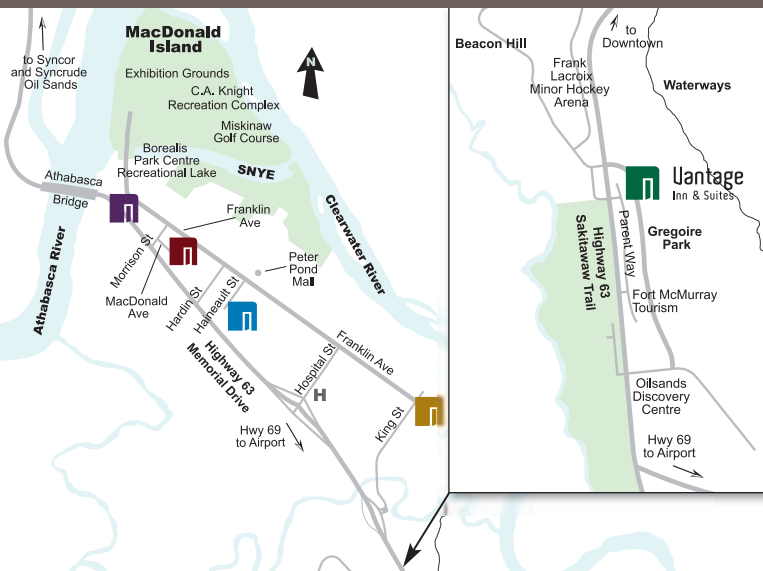 MacDonald
Island
to Syncor
and Syncrude
Oil Sands
Exhibition Grounds
C.A. Knight
Recreation Complex
Miskinaw
Golf Course
Borealis
Park Centre
Recreational Lake
SNYE
N
Athabasca
Bridge
Franklin
Ave
Clearwater River
Athabasca River
Morrison St
MacDonald
Ave
Peter
Pond
Mall
Hardin St
Haineault St
Highway 63
Memorial Drive
Franklin Ave
Hospital St
H
King St
Hwy 69
to Airport
Beacon Hill
to
Downtown
Frank
Lacroix
Minor Hockey
Arena
Waterways
Vantage
Inn & Suites
Gregoire
Park
Highway 63
Sakitawaw Trail
Parent Way
Fort McMurray
Tourism
Oilsands
Discovery
Centre
Hwy 69
to Airport